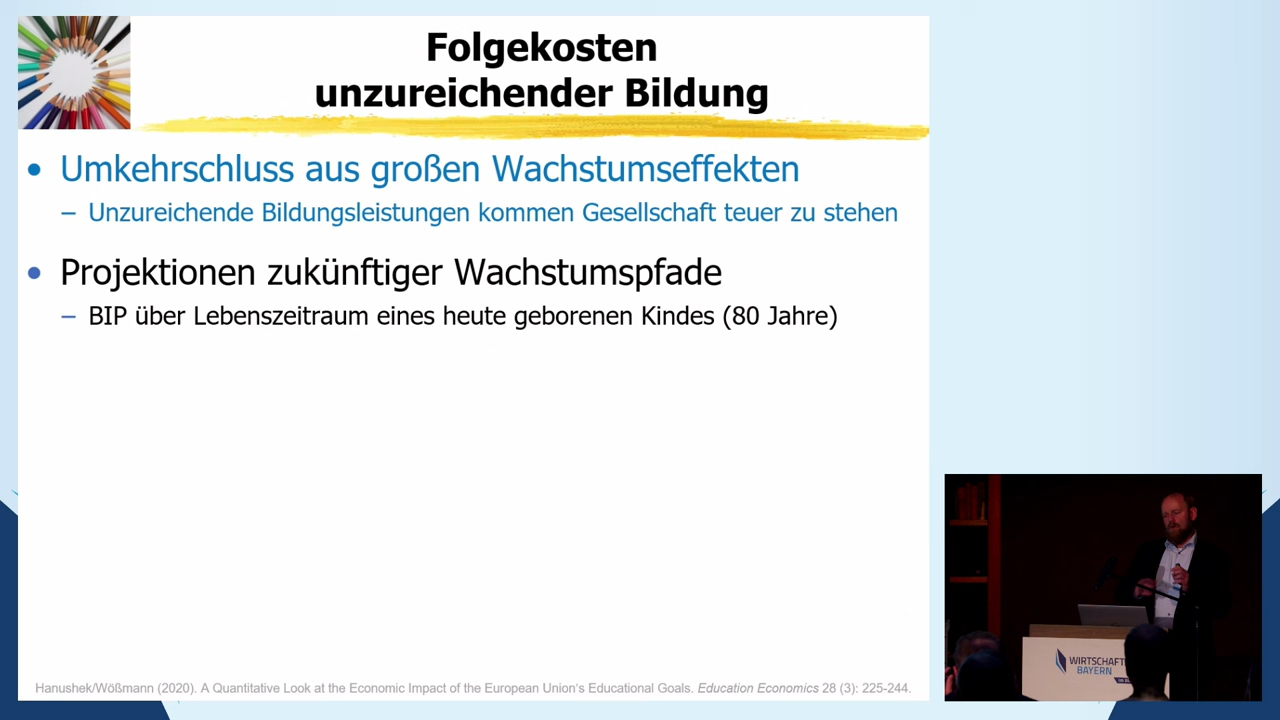 Folgekosten
unzureichender Bildung
• Umkehrschluss aus großen Wachstumseffekten
– Unzureichende Bildungsleistungen kommen Gesellschaft teuer zu stehen
• Projektionen zukünftiger Wachstumspfade
– BIP über Lebenszeitraum eines heute geborenen Kindes (80 Jahre)
Hanushek/Wößmann (2020). A Quantitative Look at the Economic Impact of the European Union's Educational Goals. Education Economics 28 (3): 225-244.
BAYERN